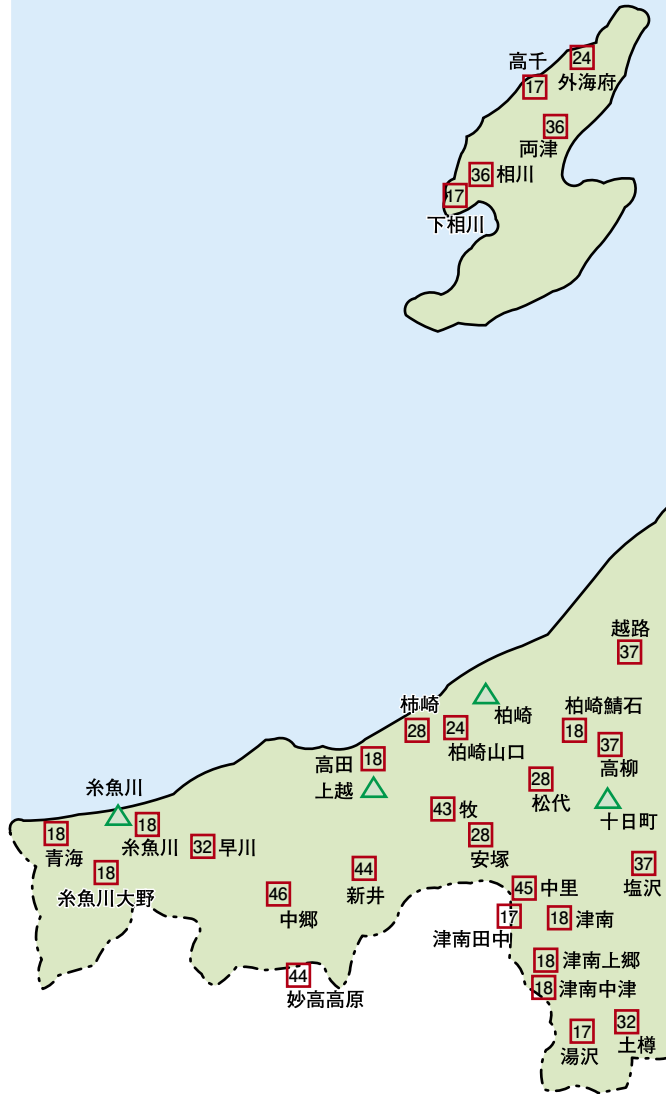 高千
17
24
外海府
36
両津
36
相川
17
下相川
越路
37
柏崎
柿崎
28
24
柏崎山口
柏崎鯖石
18
37
高柳
高田
18
上越
28
松代
十日町
糸魚川
18
青海
18
糸魚川
32
早川
43
牧
28
安塚
37
塩沢
18
糸魚川大野
44
新井
46
中郷
45
中里
17
津南田中
18
津南
44
妙高高原
18
津南上郷
18
津南中津
17
湯沢
32
土樽